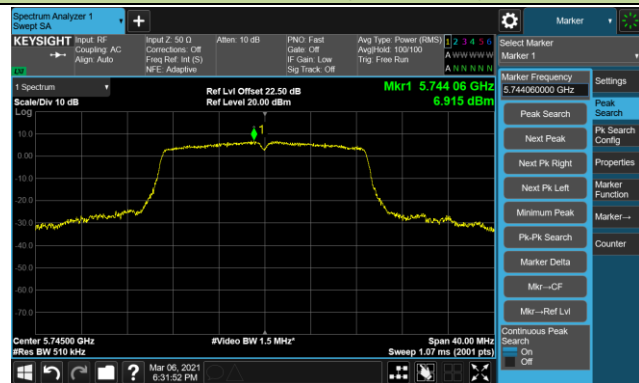 Spectrum Analyzer 1
Swept SA
Marker
KEYSIGHT
Input: RF
Coupling: AC
Align: Auto
Input Z: 50 Ω
Corrections: Off
Freq Ref: Int (S)
NFE: Adaptive
Atten: 10 dB
PNO: Fast
Gate: Off
IF Gain: Low
Sig Track: Off
Avg Type: Power (RMS)
Avg|Hold: 100/100
Trig: Free Run
1 2 3 4 5 6
A W W W W W
A N N N N N
Select Marker
Marker 1
Marker Frequency
5.744060000 GHz
Settings
Peak Search
Peak
Search
Next Peak
Pk Search
Config
Next Pk Right
Properties
Next Pk Left
Marker
Function
Minimum Peak
Marker→
Pk-Pk Search
Counter
Marker Delta
Mkr→CF
Mkr→Ref Lvl
Continuous Peak
Search
On
Off
1 Spectrum
Scale/Div 10 dB
Log
Ref Lvl Offset 22.50 dB
Ref Level 20.00 dBm
Mkr1 5.744 06 GHz
6.915 dBm
1
10.0
0.00
-10.0
-20.0
-30.0
-40.0
-50.0
-60.0
-70.0
Center 5.74500 GHz
#Res BW 510 kHz
#Video BW 1.5 MHz*
Span 40.00 MHz
Sweep 1.07 ms (2001 pts)
?
Mar 06, 2021
6:31:52 PM